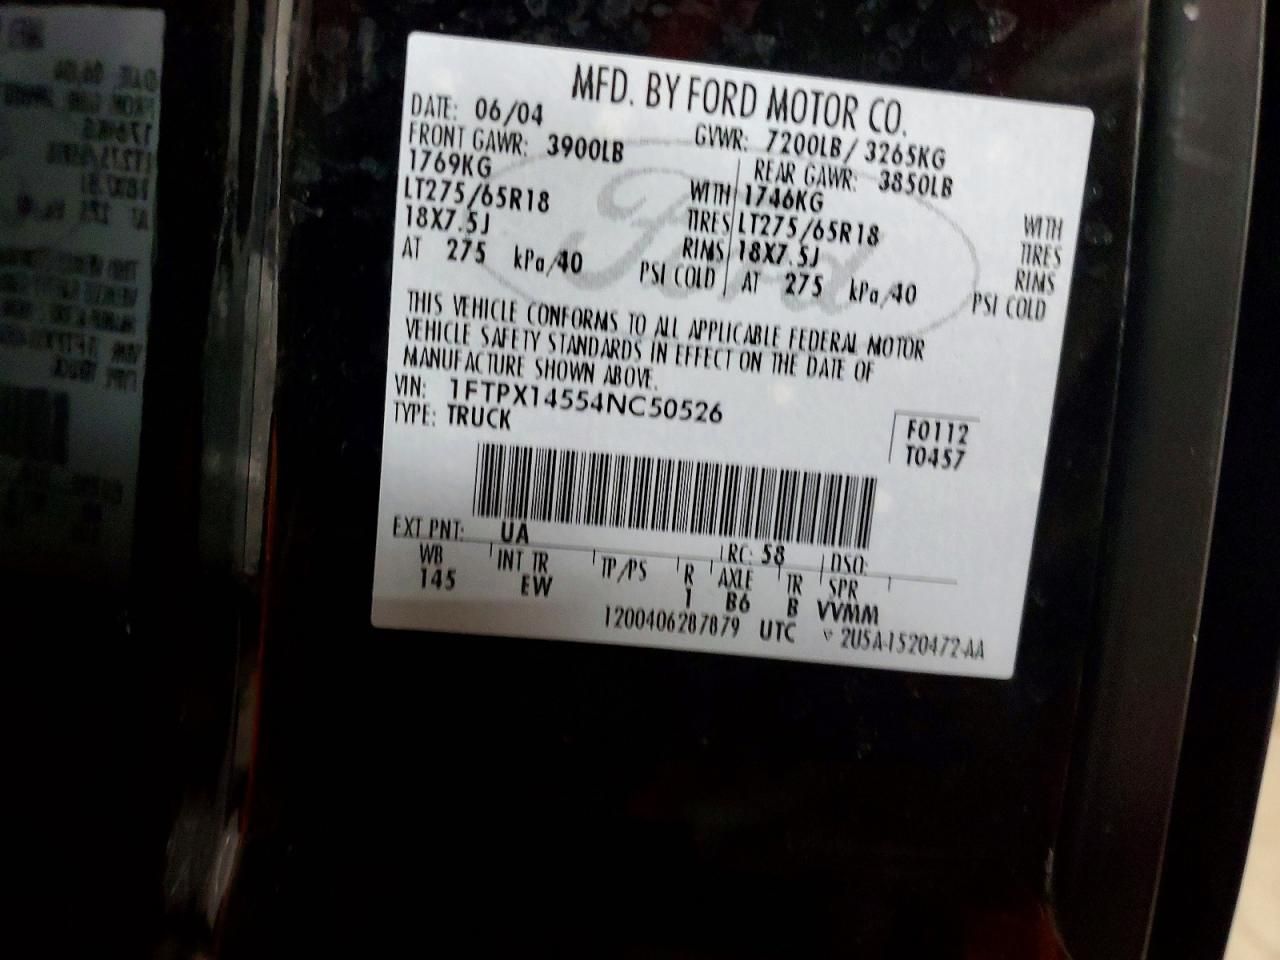 MFD. BY FORD MOTOR CO.
DATE: 06/04 GVWR: 7200LB/ 3265KG
FRONT GAWR: 3900LB REAR GAWR: 3850LB
1769KG WITH 1746KG WITH
LT275/65R18 TIRES LT275/65R18 TIRES
18X7.5J RIMS 18X7.5J RIMS
AT 275 kPa/40 PSI COLD AT 275 kPa/40 PSI COLD
Ford
THIS VEHICLE CONFORMS TO ALL APPLICABLE FEDERAL MOTOR
VEHICLE SAFETY STANDARDS IN EFFECT ON THE DATE OF
MANUFACTURE SHOWN ABOVE.
VIN: 1FTPX14554NC50526
TYPE: TRUCK
F0112
T0457
EXT PNT: UA RC: 58 DSO:
WB INT TR TP/PS R AXLE TR SPR
145 EW 1 B6 B VVMM
1200406287879 UTC ▽ 2U5A-1520472-AA